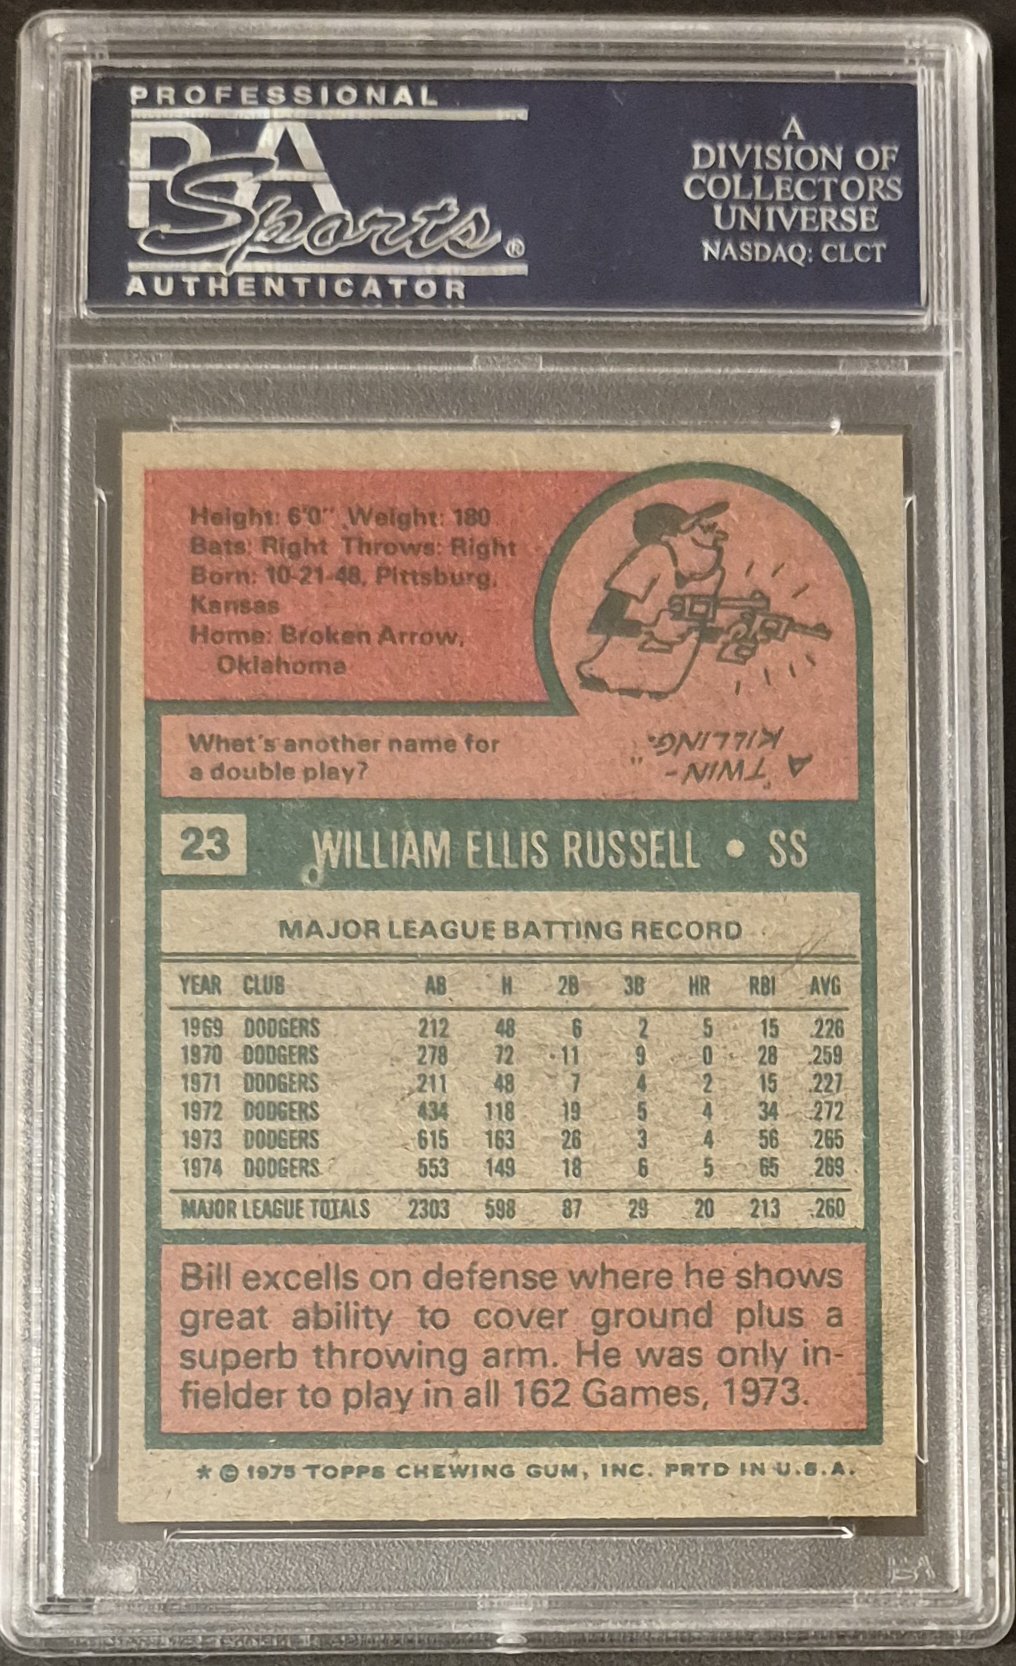 PROFESSIONAL
PSA
Sports®
AUTHENTICATOR
A
DIVISION OF
COLLECTORS
UNIVERSE
NASDAQ: CLCT
Height: 6'0" Weight: 180
Bats: Right Throws: Right
Born: 10-21-48, Pittsburg,
Kansas
Home: Broken Arrow,
Oklahoma
What's another name for
a double play?
A "TWIN-
KILLING."
23 WILLIAM ELLIS RUSSELL • SS
MAJOR LEAGUE BATTING RECORD
YEAR CLUB AB H 2B 3B HR RBI AVG
1969 DODGERS 212 48 6 2 5 15 .226
1970 DODGERS 278 72 11 9 0 28 .259
1971 DODGERS 211 48 7 4 2 15 .227
1972 DODGERS 434 118 19 5 4 34 .272
1973 DODGERS 615 163 26 3 4 56 .265
1974 DODGERS 553 149 18 6 5 65 .269
MAJOR LEAGUE TOTALS 2303 598 87 29 20 213 .260
Bill excells on defense where he shows
great ability to cover ground plus a
superb throwing arm. He was only in-
fielder to play in all 162 Games, 1973.
* © 1975 TOPPS CHEWING GUM, INC. PRTD IN U.S.A.
PSA